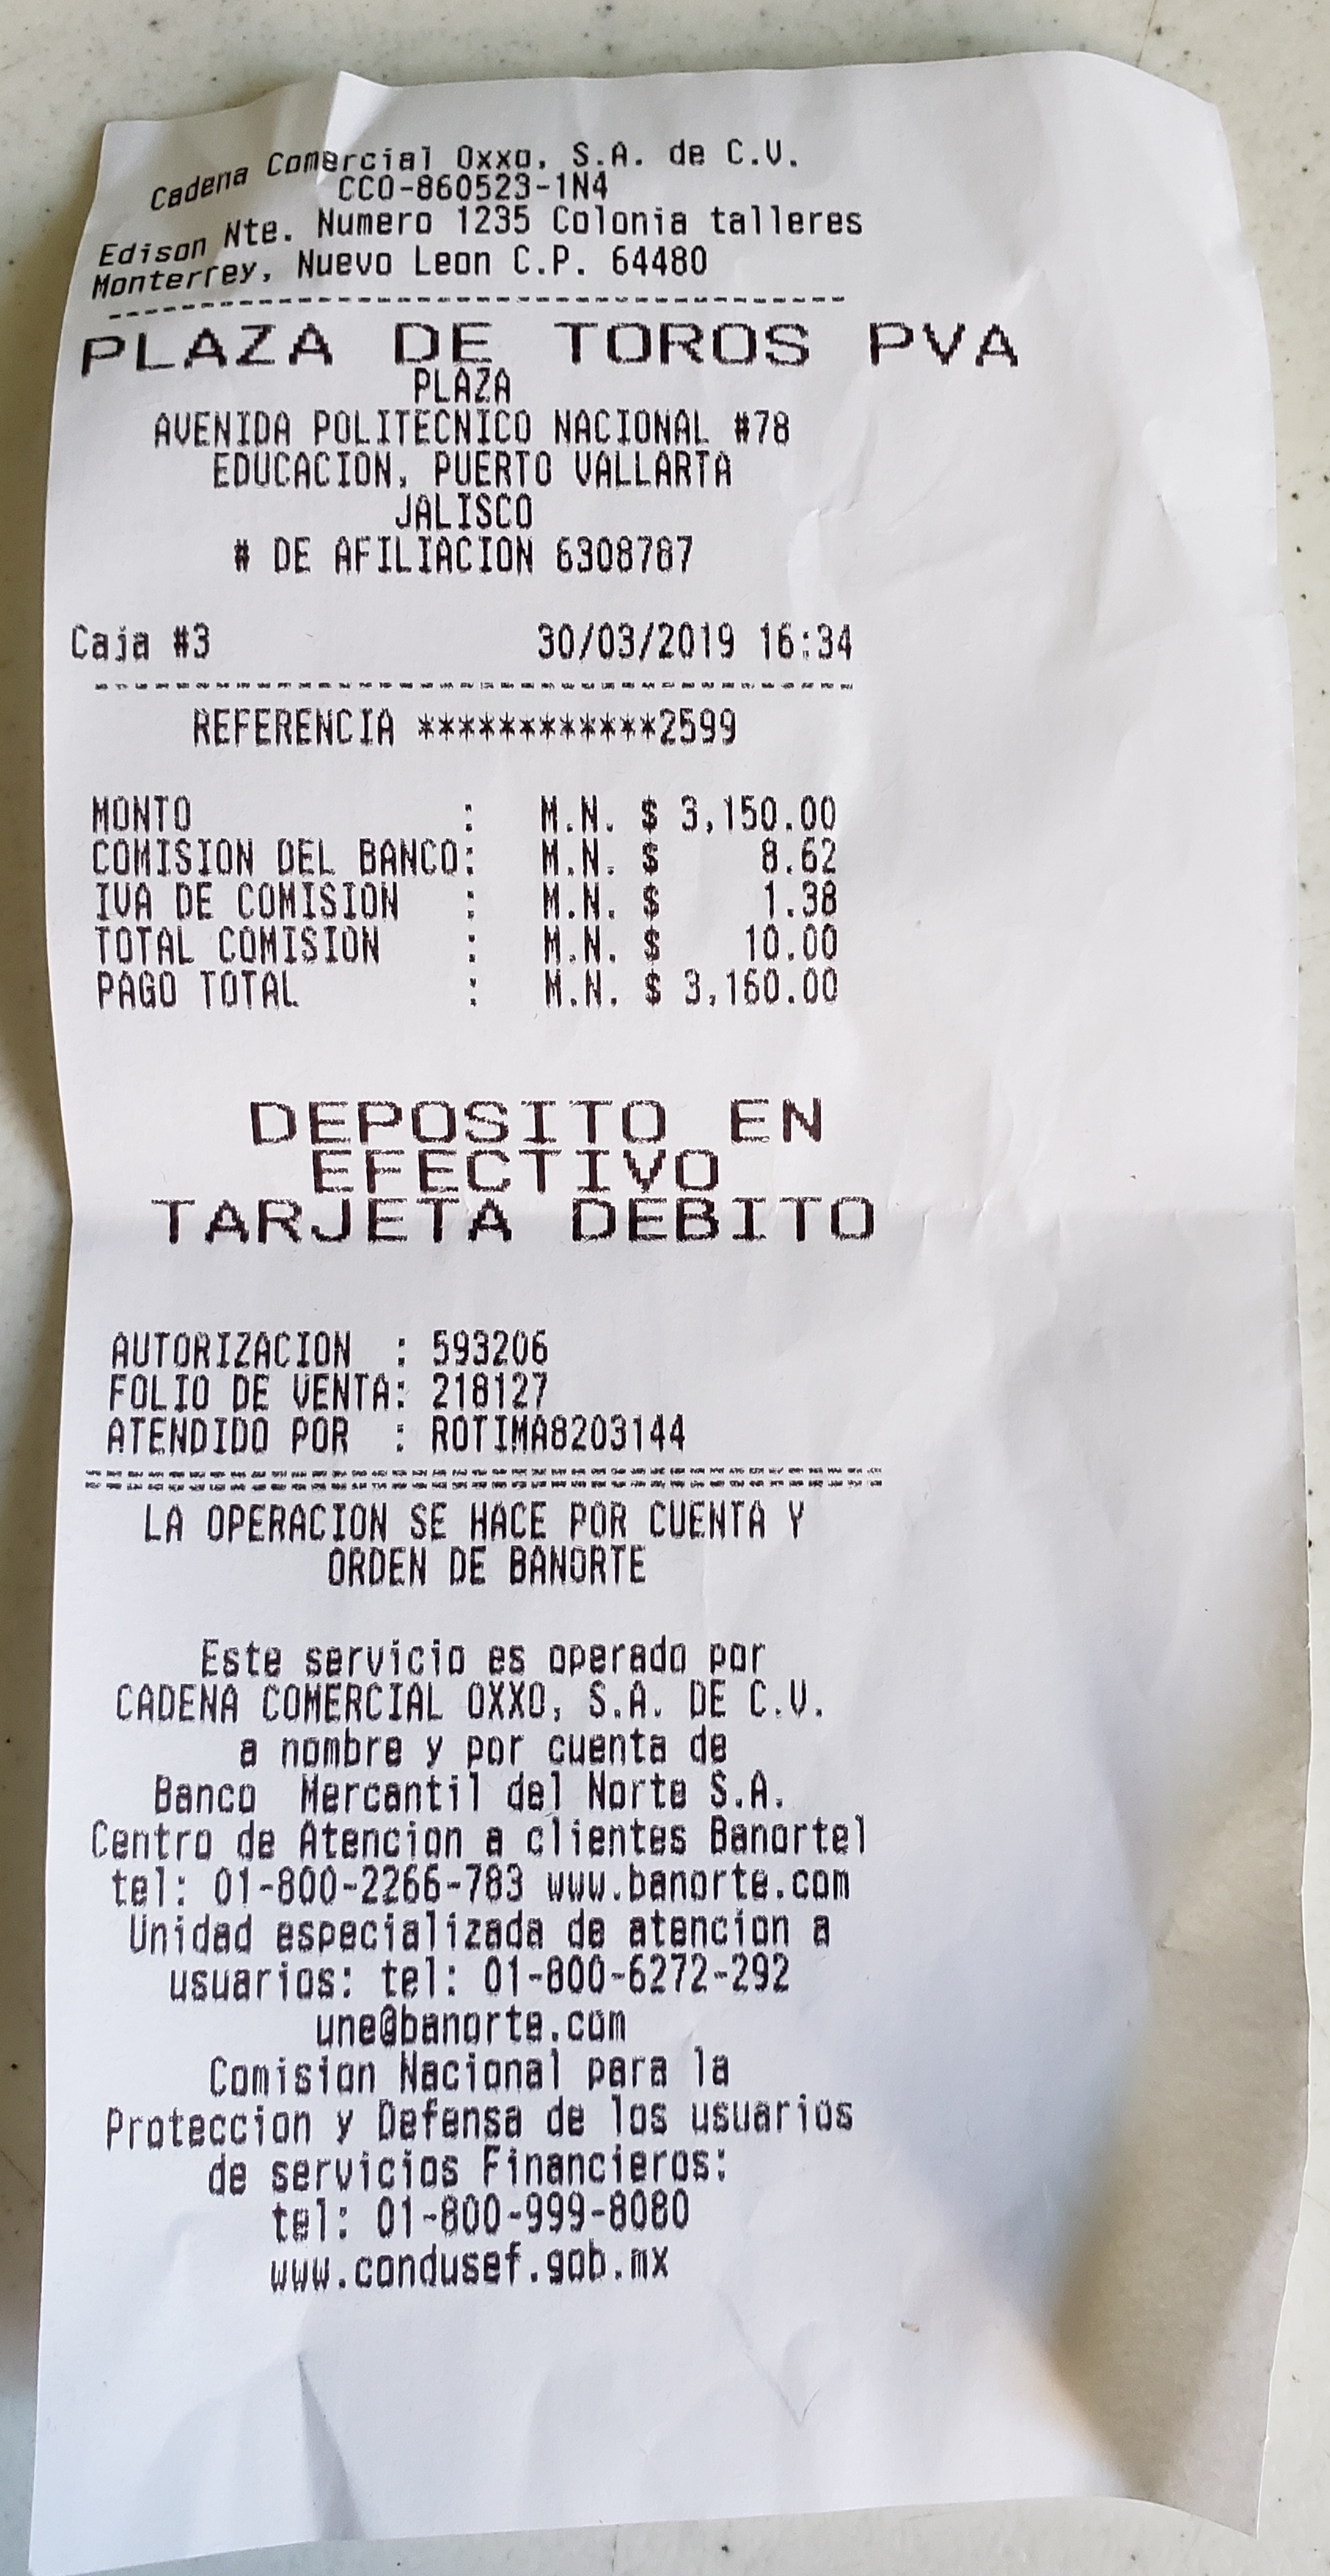 Cadena Comercial Oxxo, S.A. de C.V.
CCO-860523-1N4
Edison Nte. Numero 1235 Colonia talleres
Monterrey, Nuevo Leon C.P. 64480
----------------------------------------
PLAZA DE TOROS PVA
PLAZA
AVENIDA POLITECNICO NACIONAL #78
EDUCACION, PUERTO VALLARTA
JALISCO
# DE AFILIACION 6308787
Caja #3 30/03/2019 16:34
----------------------------------------
REFERENCIA ************2599
MONTO : M.N. $ 3,150.00
COMISION DEL BANCO: M.N. $ 8.62
IVA DE COMISION : M.N. $ 1.38
TOTAL COMISION : M.N. $ 10.00
PAGO TOTAL : M.N. $ 3,160.00
DEPOSITO EN
EFECTIVO
TARJETA DEBITO
AUTORIZACION : 593206
FOLIO DE VENTA: 218127
ATENDIDO POR : ROTIMA8203144
========================================
LA OPERACION SE HACE POR CUENTA Y
ORDEN DE BANORTE
Este servicio es operado por
CADENA COMERCIAL OXXO, S.A. DE C.V.
a nombre y por cuenta de
Banco Mercantil del Norte S.A.
Centro de Atencion a clientes Banortel
tel: 01-800-2266-783 www.banorte.com
Unidad especializada de atencion a
usuarios: tel: 01-800-6272-292
une@banorte.com
Comision Nacional para la
Proteccion y Defensa de los usuarios
de servicios Financieros:
tel: 01-800-999-8080
www.condusef.gob.mx